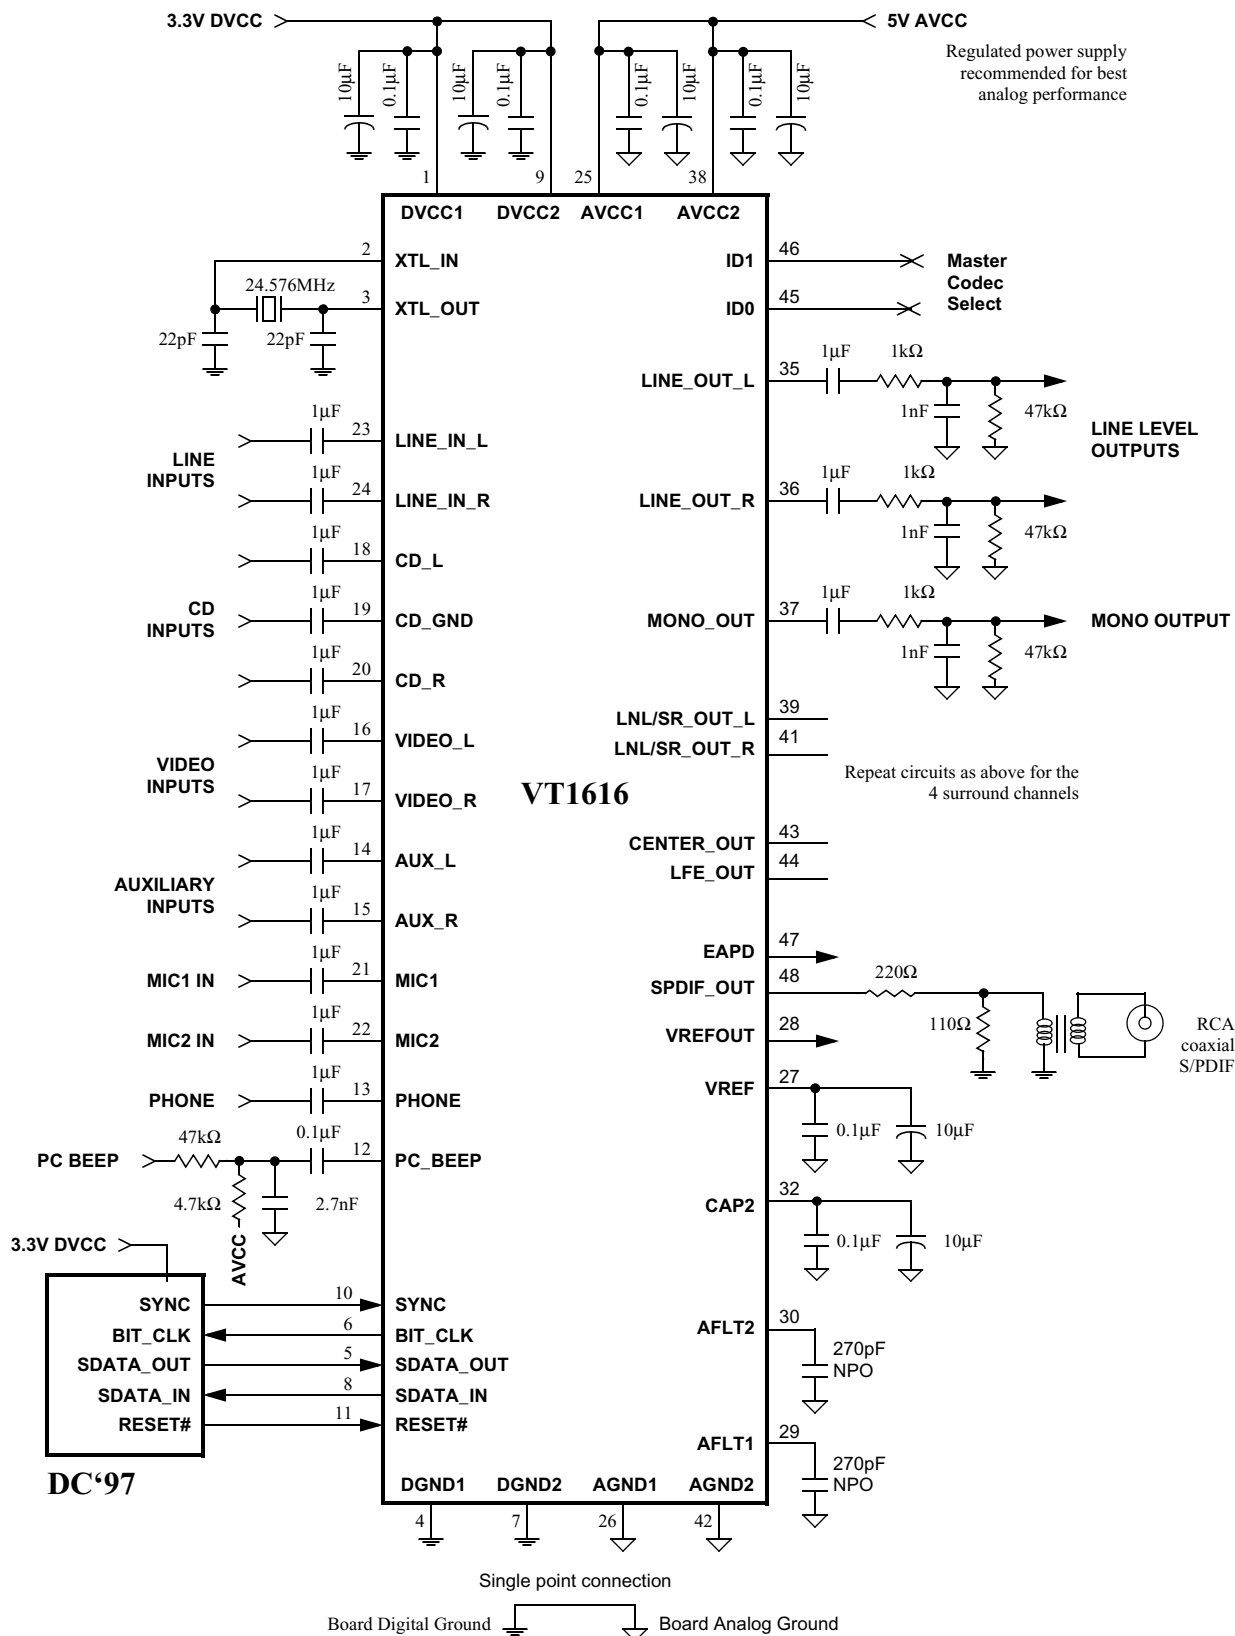 3.3V DVCC
5V AVCC
Regulated power supply
recommended for best
analog performance
10µF
0.1µF
10µF
0.1µF
0.1µF
10µF
0.1µF
10µF
1
9
25
38
DVCC1
DVCC2
AVCC1
AVCC2
2
XTL_IN
24.576MHz
3
XTL_OUT
22pF
22pF
ID1
46
ID0
45
Master
Codec
Select
LINE_OUT_L
35
1µF
1kΩ
1nF
47kΩ
LINE LEVEL
OUTPUTS
LINE
INPUTS
1µF
23
LINE_IN_L
1µF
24
LINE_IN_R
LINE_OUT_R
36
1µF
1kΩ
1nF
47kΩ
CD
INPUTS
1µF
18
CD_L
1µF
19
CD_GND
1µF
20
CD_R
MONO_OUT
37
1µF
1kΩ
1nF
47kΩ
MONO OUTPUT
VIDEO
INPUTS
1µF
16
VIDEO_L
1µF
17
VIDEO_R
LNL/SR_OUT_L
39
LNL/SR_OUT_R
41
Repeat circuits as above for the
4 surround channels
VT1616
AUXILIARY
INPUTS
1µF
14
AUX_L
1µF
15
AUX_R
CENTER_OUT
43
LFE_OUT
44
MIC1 IN
1µF
21
MIC1
MIC2 IN
1µF
22
MIC2
PHONE
1µF
13
PHONE
EAPD
47
SPDIF_OUT
48
220Ω
110Ω
RCA
coaxial
S/PDIF
VREFOUT
28
VREF
27
0.1µF
10µF
PC BEEP
47kΩ
4.7kΩ
AVCC
2.7nF
0.1µF
12
PC_BEEP
CAP2
32
0.1µF
10µF
3.3V DVCC
SYNC
10
SYNC
BIT_CLK
6
BIT_CLK
SDATA_OUT
5
SDATA_OUT
SDATA_IN
8
SDATA_IN
RESET#
11
RESET#
DC‘97
AFLT2
30
270pF
NPO
AFLT1
29
270pF
NPO
DGND1
DGND2
AGND1
AGND2
4
7
26
42
Single point connection
Board Digital Ground
Board Analog Ground